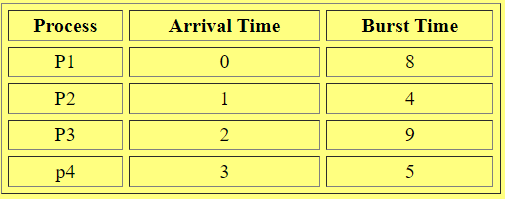 Process Arrival Time Burst Time
P1 0 8
P2 1 4
P3 2 9
p4 3 5